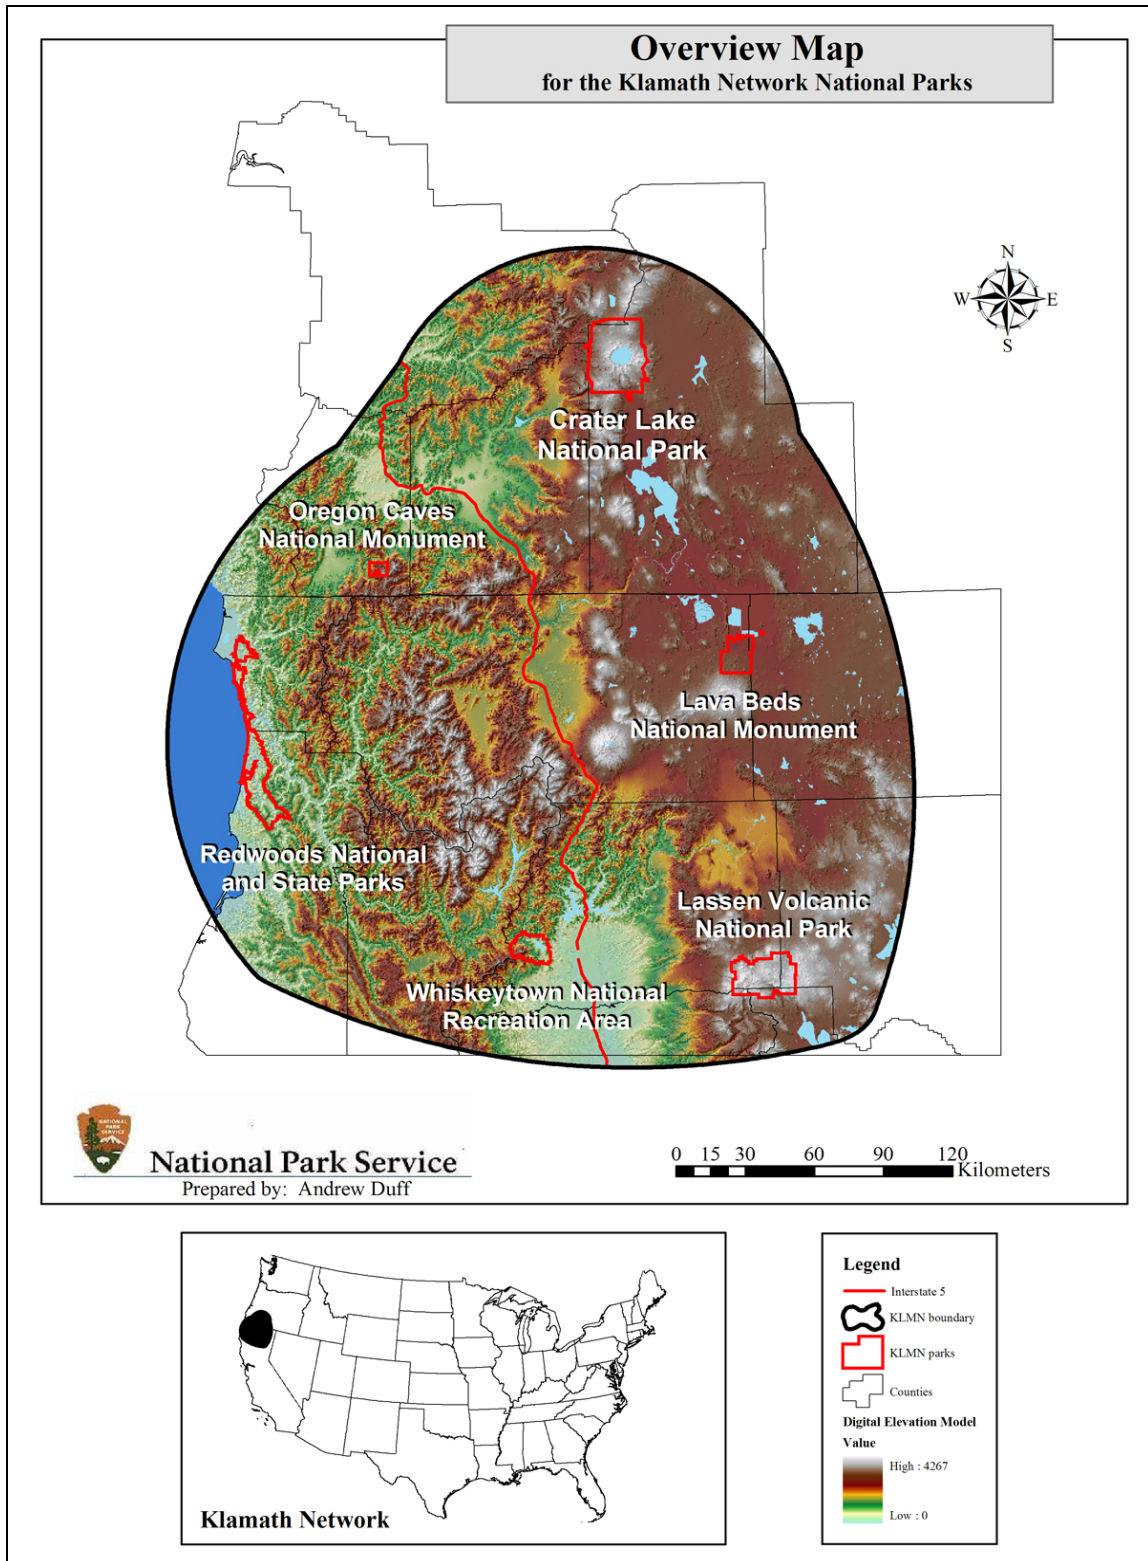 Overview Map
for the Klamath Network National Parks
N
W
E
S
Crater Lake
National Park
Oregon Caves
National Monument
Lava Beds
National Monument
Redwoods National
and State Parks
Lassen Volcanic
National Park
Whiskeytown National
Recreation Area
NATIONAL
PARK
SERVICE
National Park Service
Prepared by: Andrew Duff
0 15 30 60 90 120
Kilometers
Klamath Network
Legend
Interstate 5
KLMN boundary
KLMN parks
Counties
Digital Elevation Model
Value
High : 4267
Low : 0